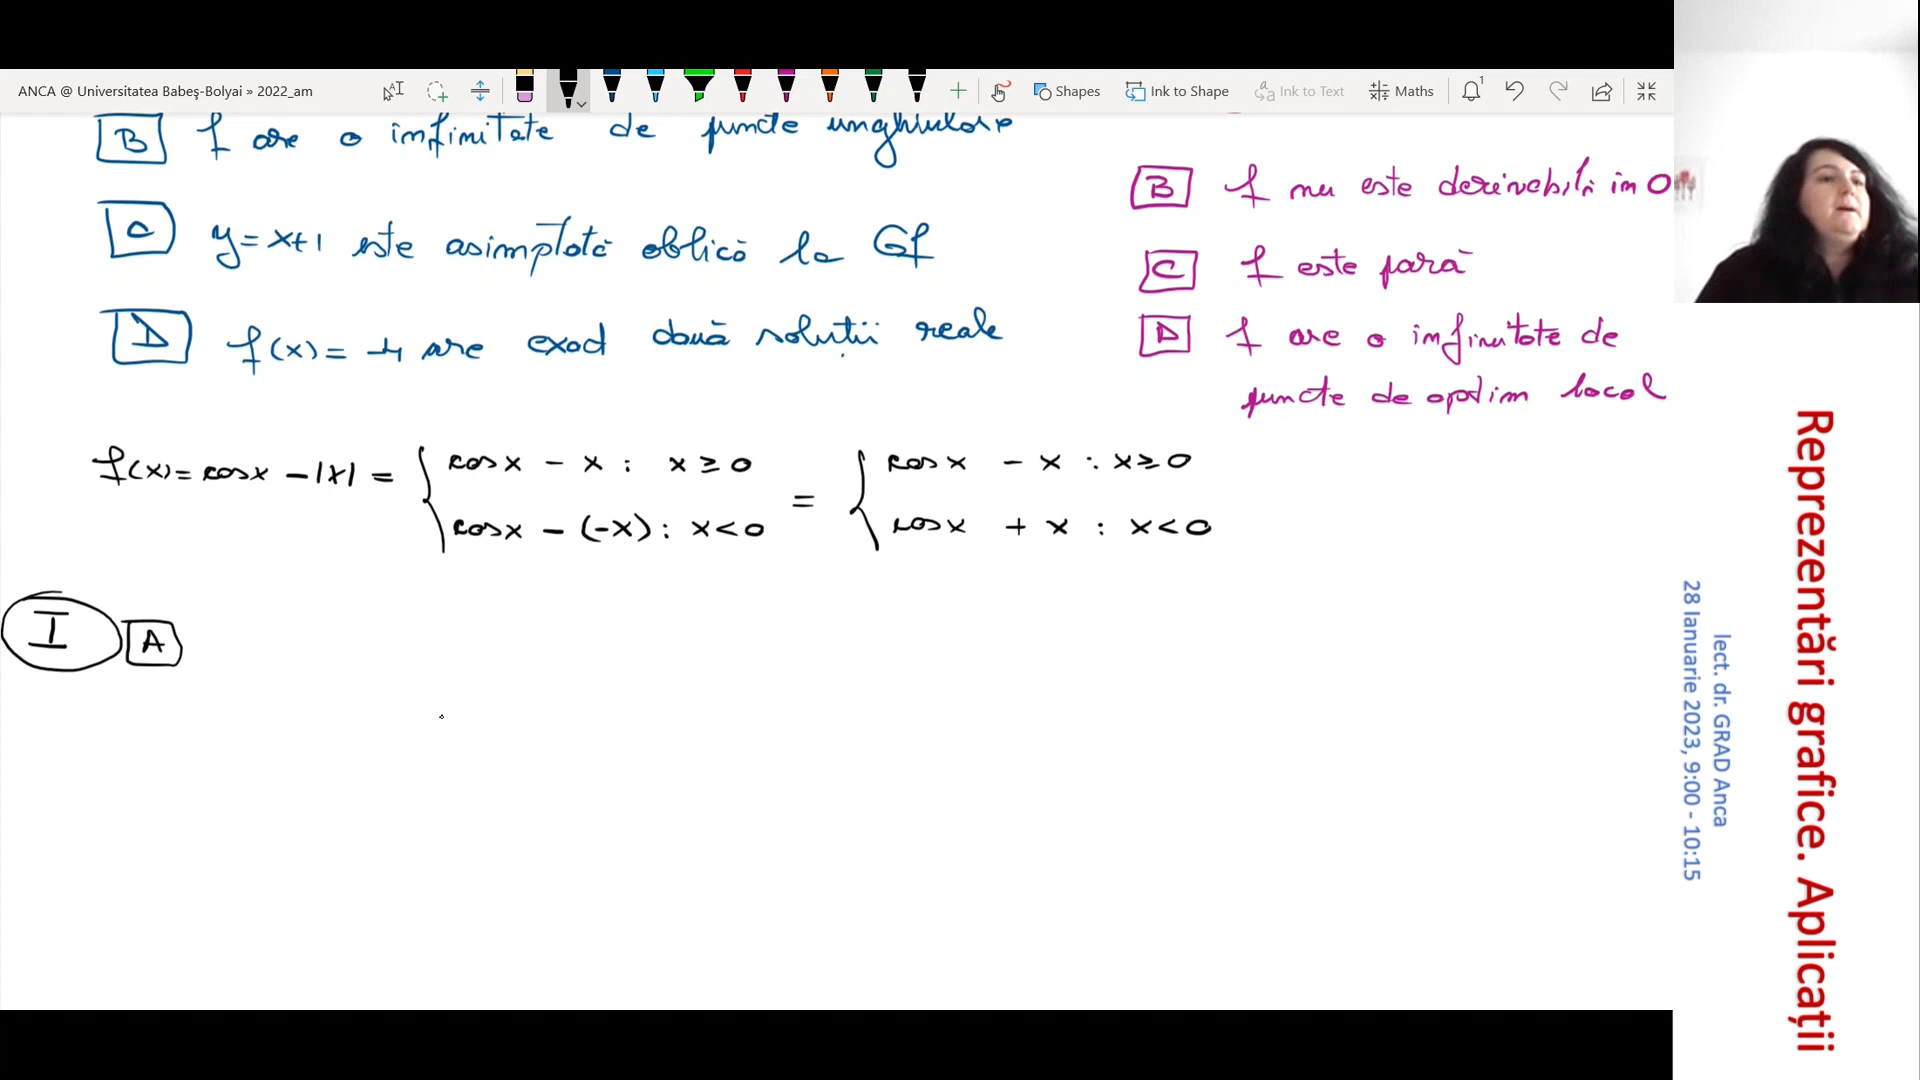 ANCA @ Universitatea Babeș-Bolyai » 2022_am
Shapes
Ink to Shape
Ink to Text
Maths
1
B f are o infinitate de puncte unghiulare
C y = x+1 este asimptotă oblică la Gf
D f(x) = -4 are exact două soluții reale
B f nu este derivabilă în 0
C f este pară
D f are o infinitate de
puncte de optim local
f(x) = cosx - |x| = { cosx - x : x ≥ 0 = { cosx - x : x ≥ 0
cosx - (-x) : x < 0 cosx + x : x < 0
I A
Reprezentări grafice. Aplicații
lect. dr. GRAD Anca
28 Ianuarie 2023, 9:00 - 10:15